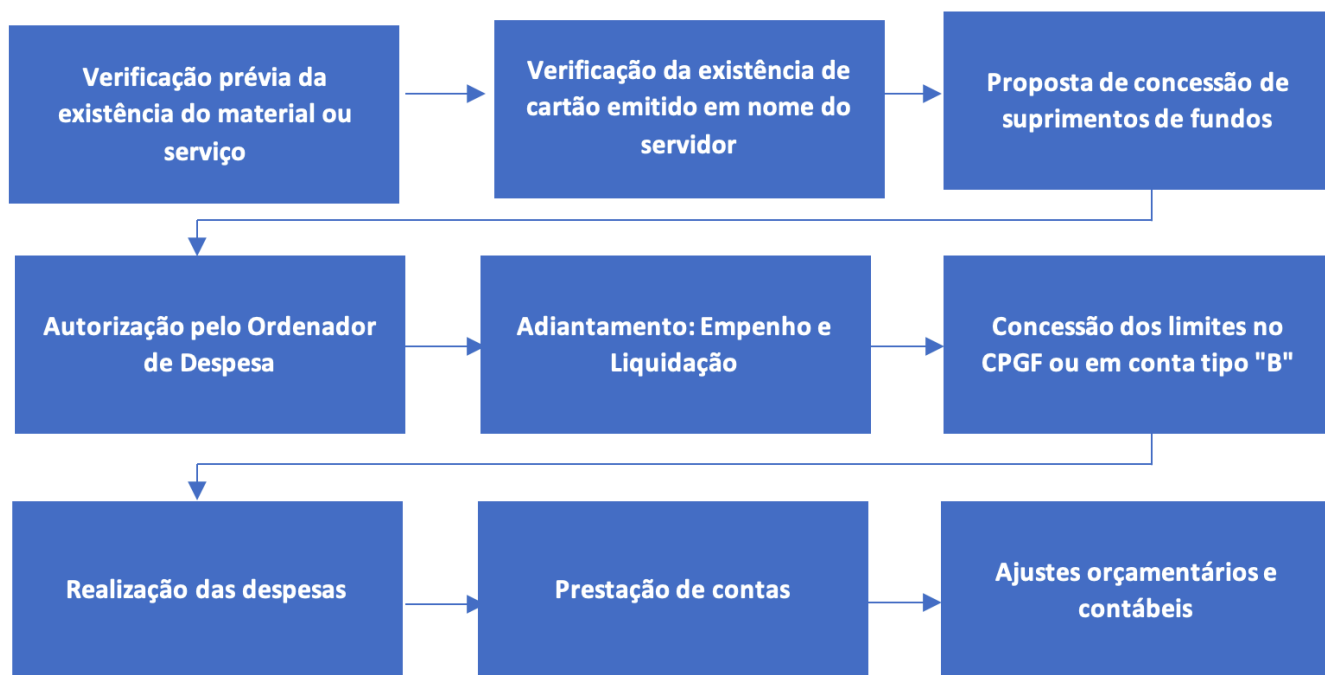 Verificação prévia da
existência do material ou
serviço
Verificação da existência de
cartão emitido em nome do
servidor
Proposta de concessão de
suprimentos de fundos
Autorização pelo Ordenador
de Despesa
Adiantamento: Empenho e
Liquidação
Concessão dos limites no
CPGF ou em conta tipo "B"
Realização das despesas
Prestação de contas
Ajustes orçamentários e
contábeis